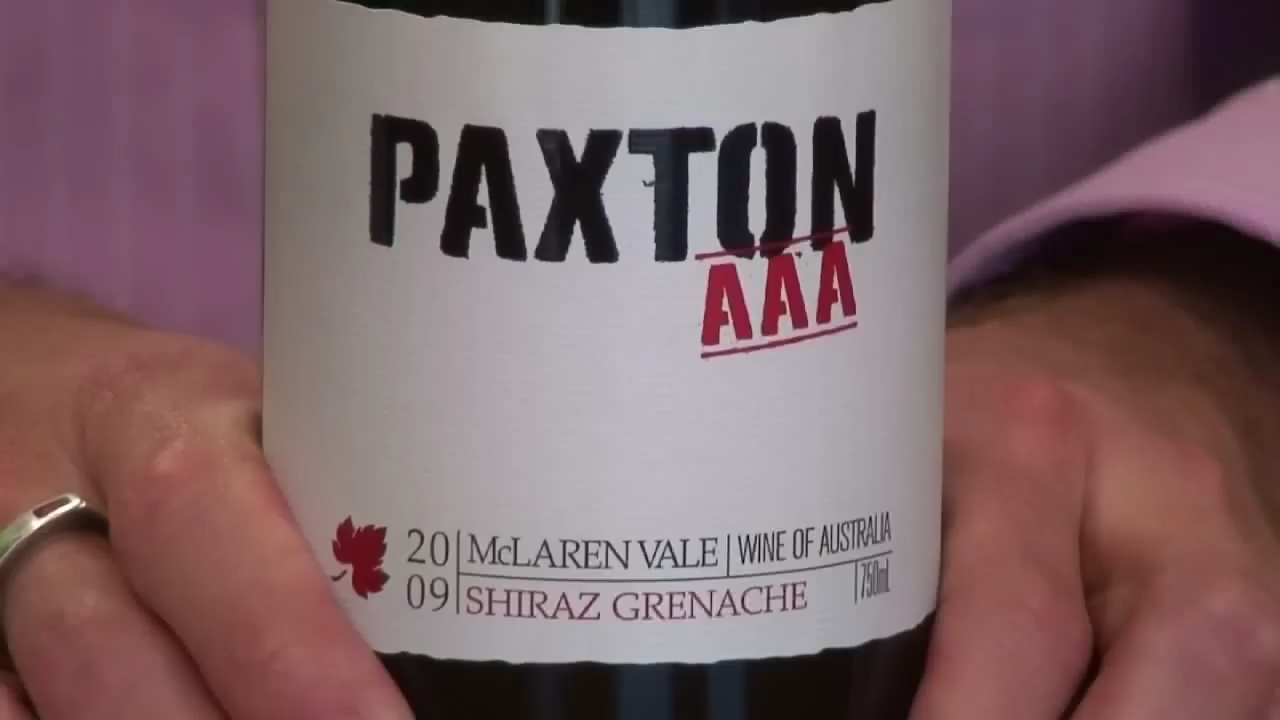 PAXTON
AAA
20 McLAREN VALE WINE OF AUSTRALIA
09 SHIRAZ GRENACHE 750mL